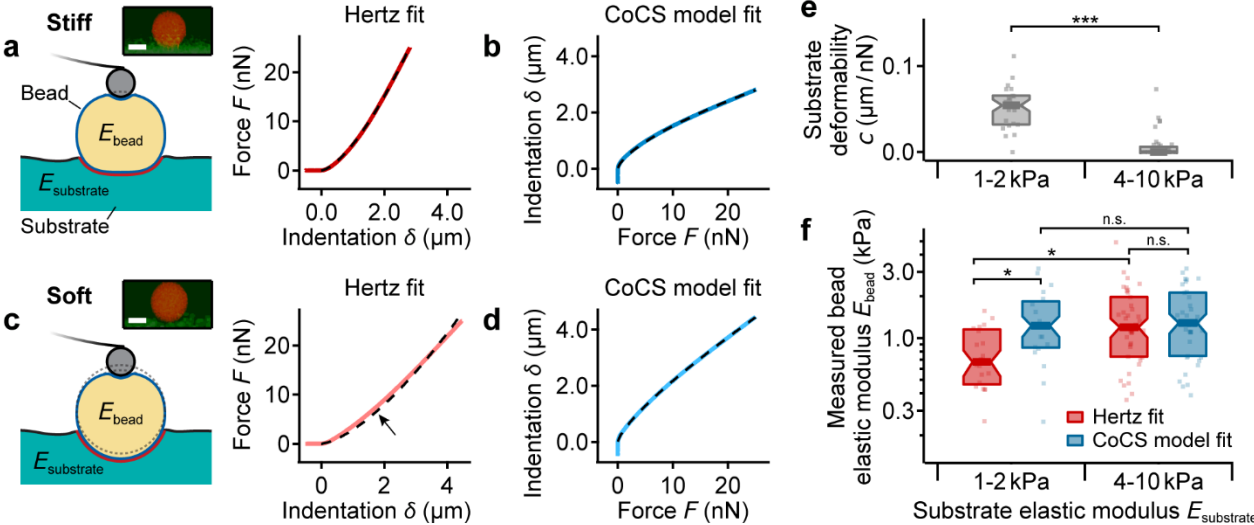 a
Stiff
Bead
E_bead
E_substrate
Substrate
Hertz fit
Force F (nN)
20
10
0
0.0
2.0
4.0
Indentation δ (µm)
b
CoCS model fit
Indentation δ (µm)
4.0
2.0
0.0
0
10
20
Force F (nN)
c
Soft
E_bead
E_substrate
Hertz fit
Force F (nN)
20
10
0
0
2
4
Indentation δ (µm)
d
CoCS model fit
Indentation δ (µm)
4.0
2.0
0.0
0
10
20
Force F (nN)
e
***
Substrate
deformability
c (µm / nN)
0.1
0.0
1-2 kPa
4-10 kPa
f
n.s.
n.s.
*
*
Measured bead
elastic modulus E_bead (kPa)
3.0
1.0
0.3
Hertz fit
CoCS model fit
1-2 kPa
4-10 kPa
Substrate elastic modulus E_substrate